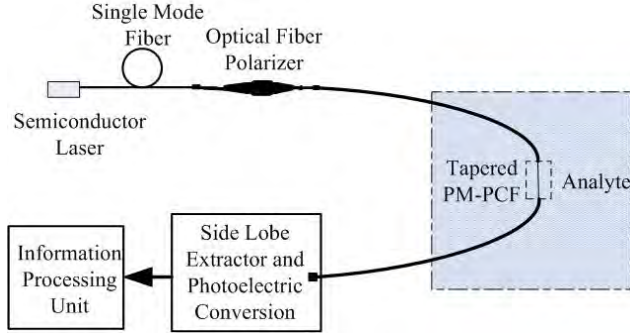 Single Mode
Fiber
Optical Fiber
Polarizer
Semiconductor
Laser
Tapered
PM-PCF
Analyte
Side Lobe
Extractor and
Photoelectric
Conversion
Information
Processing
Unit